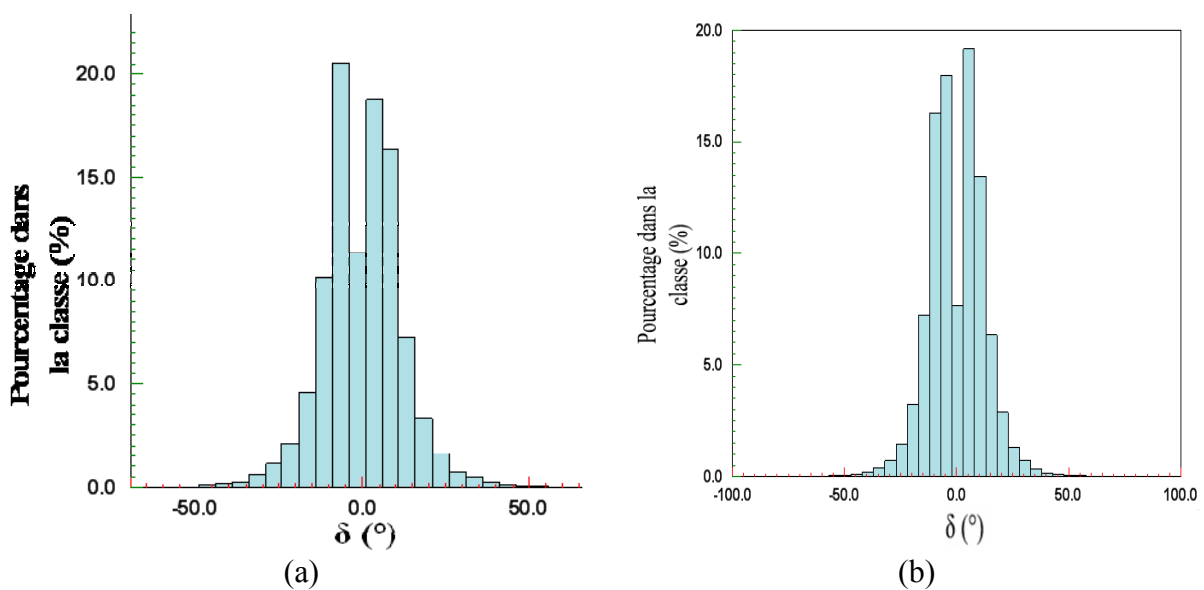 Pourcentage dans
la classe (%)
20.0
15.0
10.0
5.0
0.0
-50.0
0.0
50.0
δ (°)
(a)
Pourcentage dans la
classe (%)
20.0
15.0
10.0
5.0
0.0
-100.0
-50.0
0.0
50.0
100.0
δ (°)
(b)